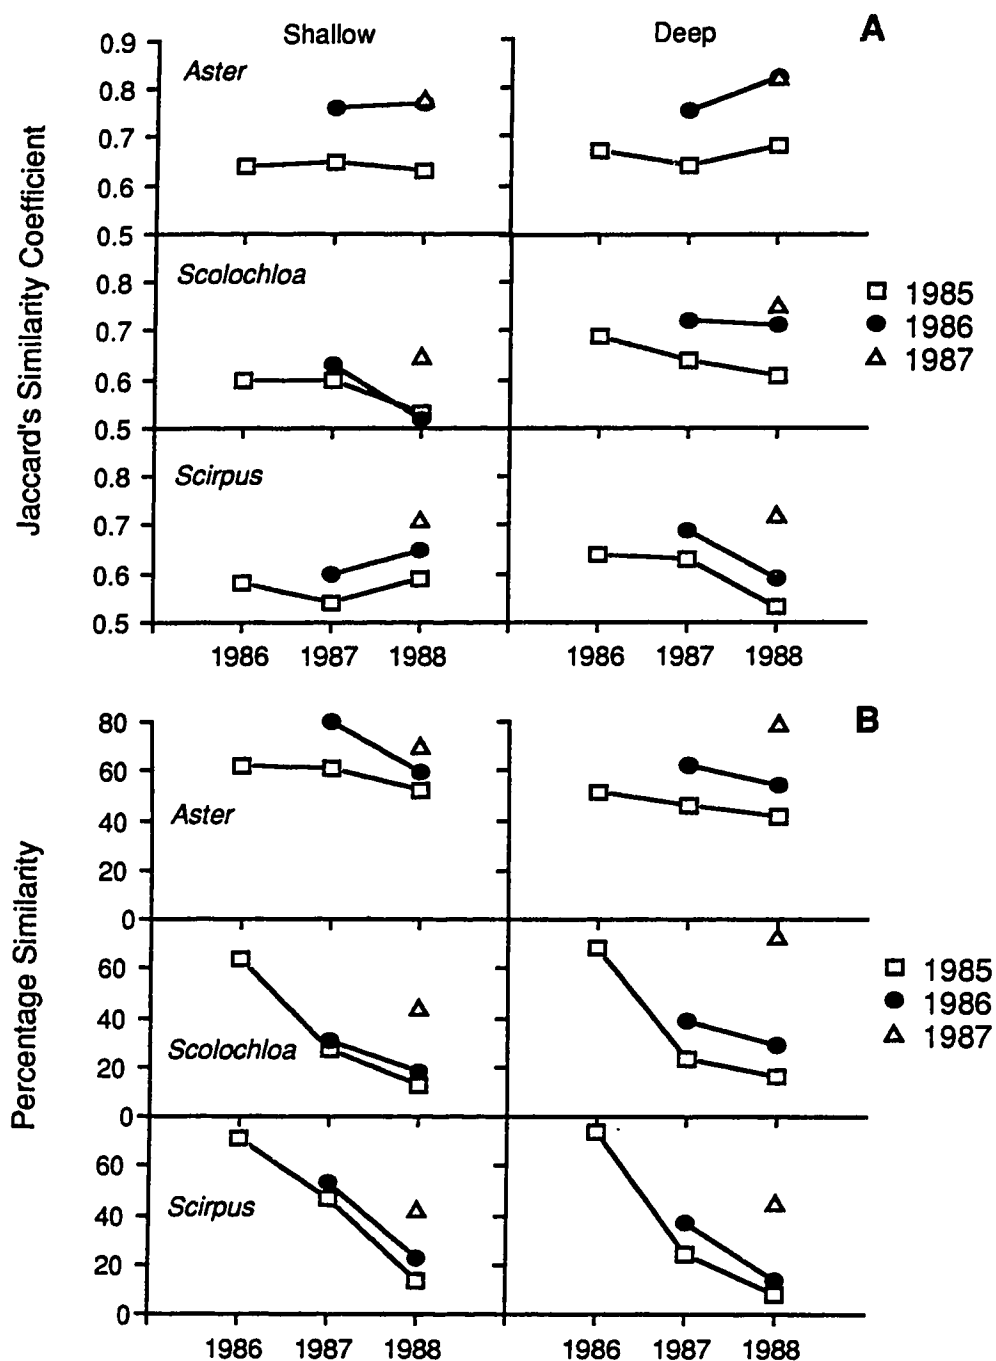 Shallow Deep A
Jaccard's Similarity Coefficient
0.9
Aster
0.8
0.7
0.6
0.5
Scolochloa
0.8
0.7
0.6
0.5
Scirpus
0.8
0.7
0.6
0.5
1986 1987 1988 1986 1987 1988
1985
1986
1987
B
Percentage Similarity
80
60
Aster
40
20
0
60
40
Scolochloa
20
0
60
Scirpus
40
20
0
1986 1987 1988 1986 1987 1988
1985
1986
1987